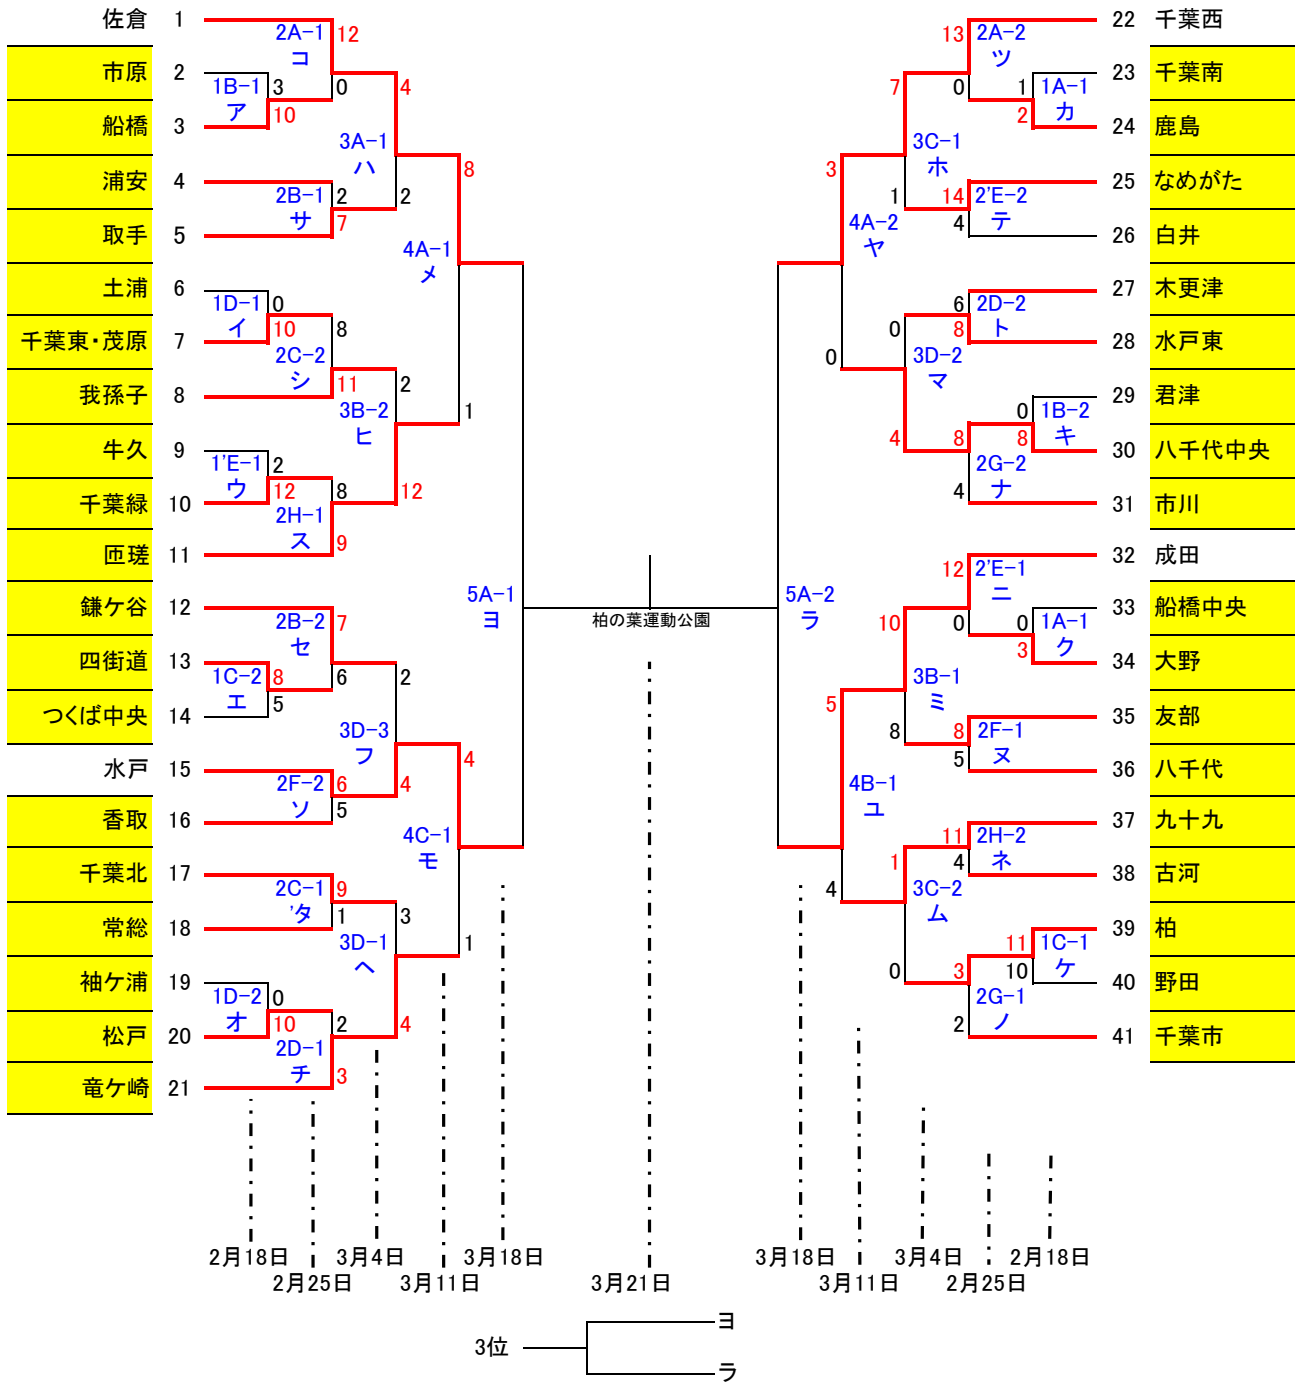 佐倉 1
市原 2
船橋 3
浦安 4
取手 5
土浦 6
千葉東・茂原 7
我孫子 8
牛久 9
千葉緑 10
匝瑳 11
鎌ケ谷 12
四街道 13
つくば中央 14
水戸 15
香取 16
千葉北 17
常総 18
袖ケ浦 19
松戸 20
竜ケ崎 21
2A-1 12
コ
1B-1 3
ア 10
0
4
3A-1
ハ
8
2B-1 2
サ 7
2
4A-1
メ
1D-1 0
イ 10
8
2C-2
シ 11
2
3B-2
ヒ
1
1'E-1 2
ウ 12
8
12
2H-1
ス 9
5A-1
ヨ
2B-2 7
セ
1C-2 8
エ 5
6
2
3D-3
フ
4
2F-2 6
ソ 5
4
4C-1
モ
2C-1 9
'タ 1
3
3D-1
ヘ
1
1D-2 0
オ 10
2
4
2D-1
チ 3
柏の葉運動公園
22 千葉西
23 千葉南
24 鹿島
25 なめがた
26 白井
27 木更津
28 水戸東
29 君津
30 八千代中央
31 市川
32 成田
33 船橋中央
34 大野
35 友部
36 八千代
37 九十九
38 古河
39 柏
40 野田
41 千葉市
13 2A-2
ツ
7
0
1 1A-1
2 カ
3C-1
ホ
3
1
14 2'E-2
4 テ
4A-2
ヤ
6 2D-2
8 ト
0
3D-2
マ
0
0 1B-2
8 キ
4
8
2G-2
4 ナ
5A-2
ラ
12 2'E-1
ニ
10
0
0 1A-1
3 ク
3B-1
ミ
5
8
8 2F-1
5 ヌ
4B-1
ユ
11 2H-2
4 ネ
1
3C-2
ム
4
11 1C-1
10 ケ
0
3
2G-1
2 ノ
2月18日
2月25日
3月4日
3月11日
3月18日
3月21日
3月18日
3月11日
3月4日
2月25日
2月18日
3位
ヨ
ラ